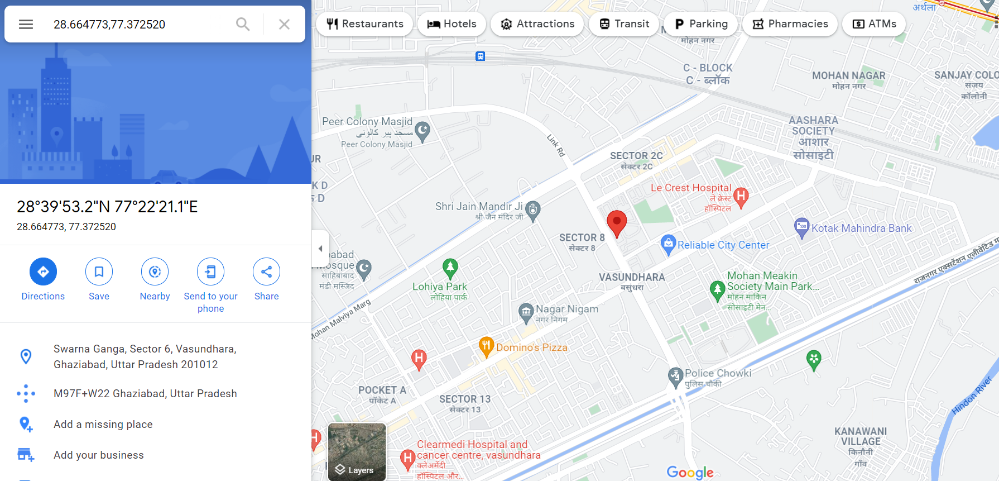 28.664773,77.372520
Restaurants
Hotels
Attractions
Transit
Parking
Pharmacies
ATMs
28°39'53.2"N 77°22'21.1"E
28.664773, 77.372520
Directions
Save
Nearby
Send to your
phone
Share
Swarna Ganga, Sector 6, Vasundhara,
Ghaziabad, Uttar Pradesh 201012
M97F+W22 Ghaziabad, Uttar Pradesh
Add a missing place
Add your business
अर्थला
मोहन नगर
C - BLOCK
C - ब्लॉक
MOHAN NAGAR
मोहन नगर
SANJAY COLO
संजय
कॉलोनी
Peer Colony Masjid
مسجد پیر کالونی
Peer Colony Masjid
Link Rd
AASHARA
SOCIETY
आशार
सोसाइटी
UR
SECTOR 2C
सेक्टर 2C
K D
5 D
Le Crest Hospital
ले क्रेस्ट
हॉस्पिटल
Shri Jain Mandir Ji
श्री जैन मंदिर जी
SECTOR 8
सेक्टर 8
Kotak Mahindra Bank
Reliable City Center
राजनगर एक्सटेंशन एलीवेटिड म
babad
Mosque
साहिबाबाद
मंडी मस्जिद
VASUNDHARA
वसुंधरा
Mohan Meakin
Society Main Park...
मोहन मीकिन
सोसाइटी मेन...
Lohiya Park
लोहिया पार्क
Mohan Malviya Marg
Nagar Nigam
नगर निगम
Domino's Pizza
Police Chowki
पुलिस चौकी
POCKET A
पॉकेट A
SECTOR 13
सेक्टर 13
Hindon River
KANAWANI
VILLAGE
किनौनी
गाँव
Clearmedi Hospital and
cancer centre, vasundhara
क्लेअर्मेदी
हॉस्पिटल और...
Layers
Google